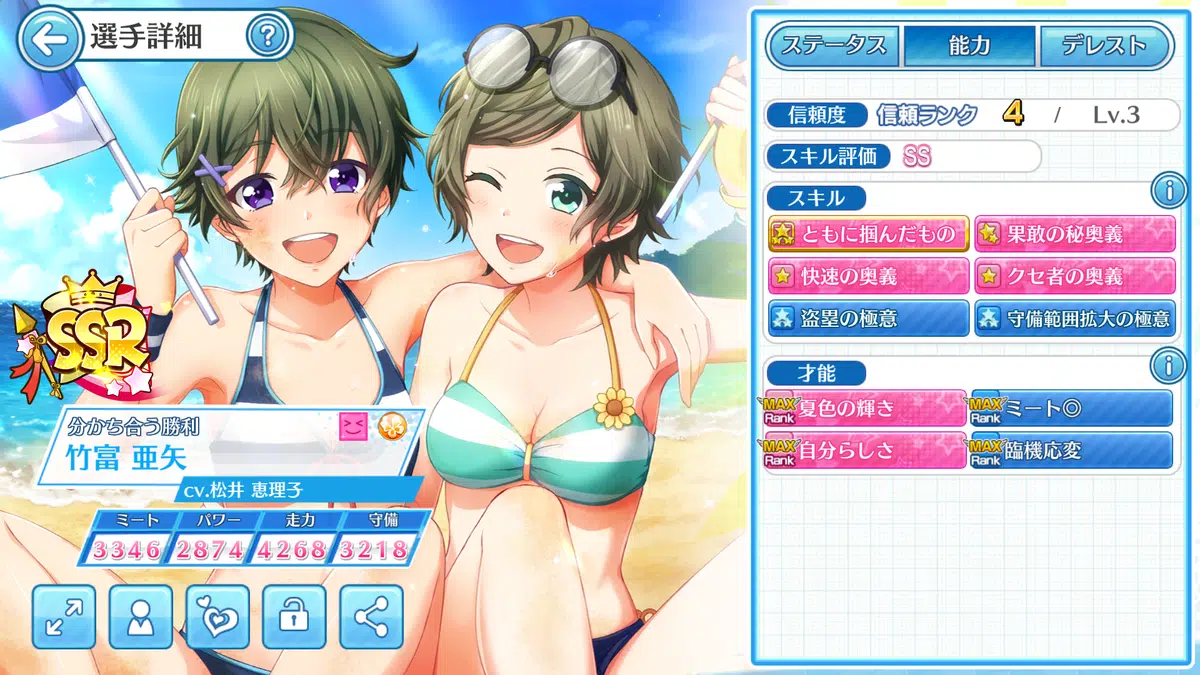 選手詳細
?
SSR
分かち合う勝利
竹富 亜矢
cv.松井 恵理子
ミート パワー 走力 守備
3346 2874 4268 3218
ステータス 能力 デレスト
信頼度 信頼ランク 4 / Lv.3
スキル評価 SS
スキル
i
ともに掴んだもの 果敢の秘奥義
快速の奥義 クセ者の奥義
盗塁の極意 守備範囲拡大の極意
才能
i
MAX Rank 夏色の輝き MAX Rank ミート◎
MAX Rank 自分らしさ MAX Rank 臨機応変